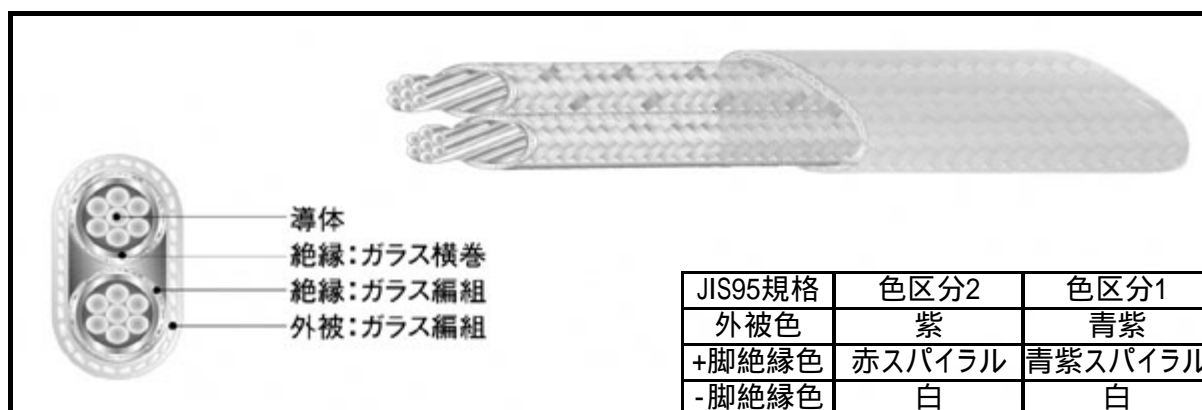 導体
絶縁：ガラス横巻
絶縁：ガラス編組
外被：ガラス編組
JIS95規格 色区分2 色区分1
外被色 紫 青紫
+脚絶縁色 赤スパイラル 青紫スパイラル
-脚絶縁色 白 白